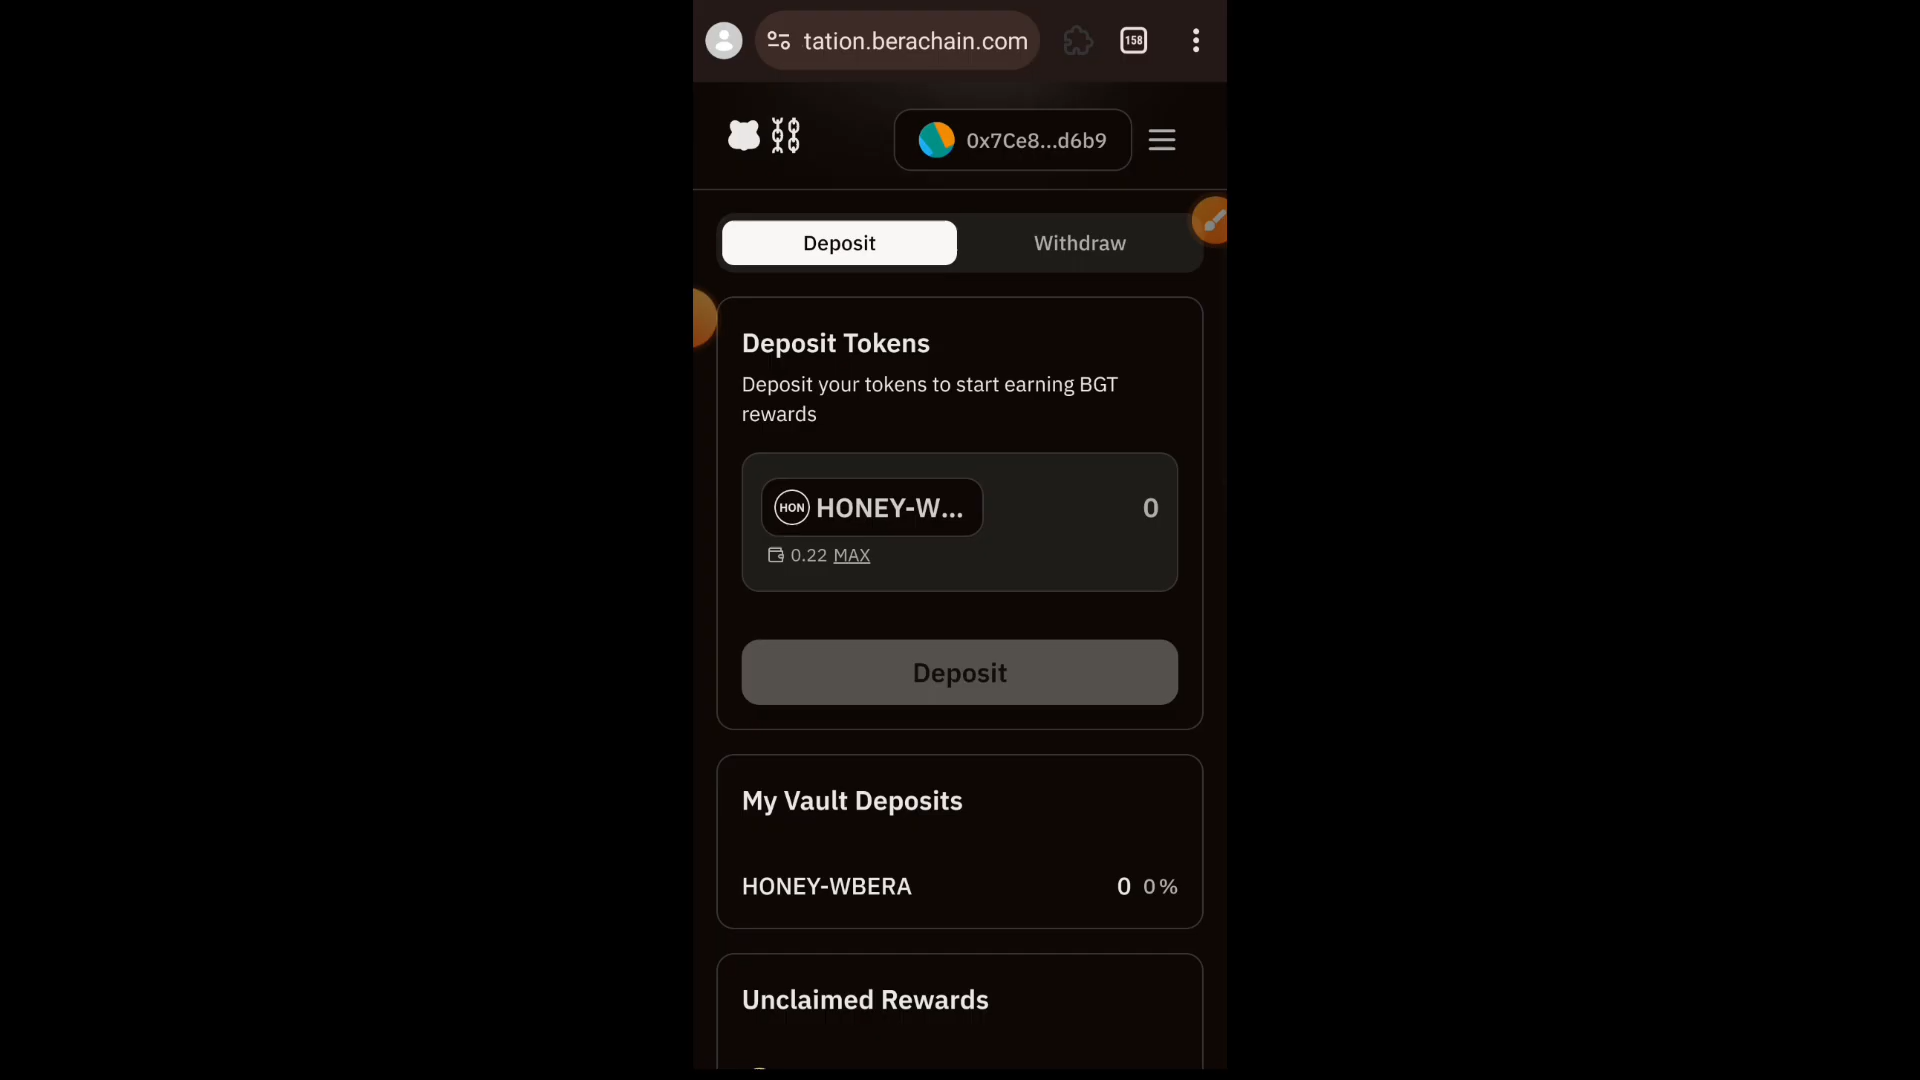 tation.berachain.com
158
0x7Ce8...d6b9
Deposit
Withdraw
Deposit Tokens
Deposit your tokens to start earning BGT
rewards
HON HONEY-W...
0
0.22 MAX
Deposit
My Vault Deposits
HONEY-WBERA
0 0%
Unclaimed Rewards